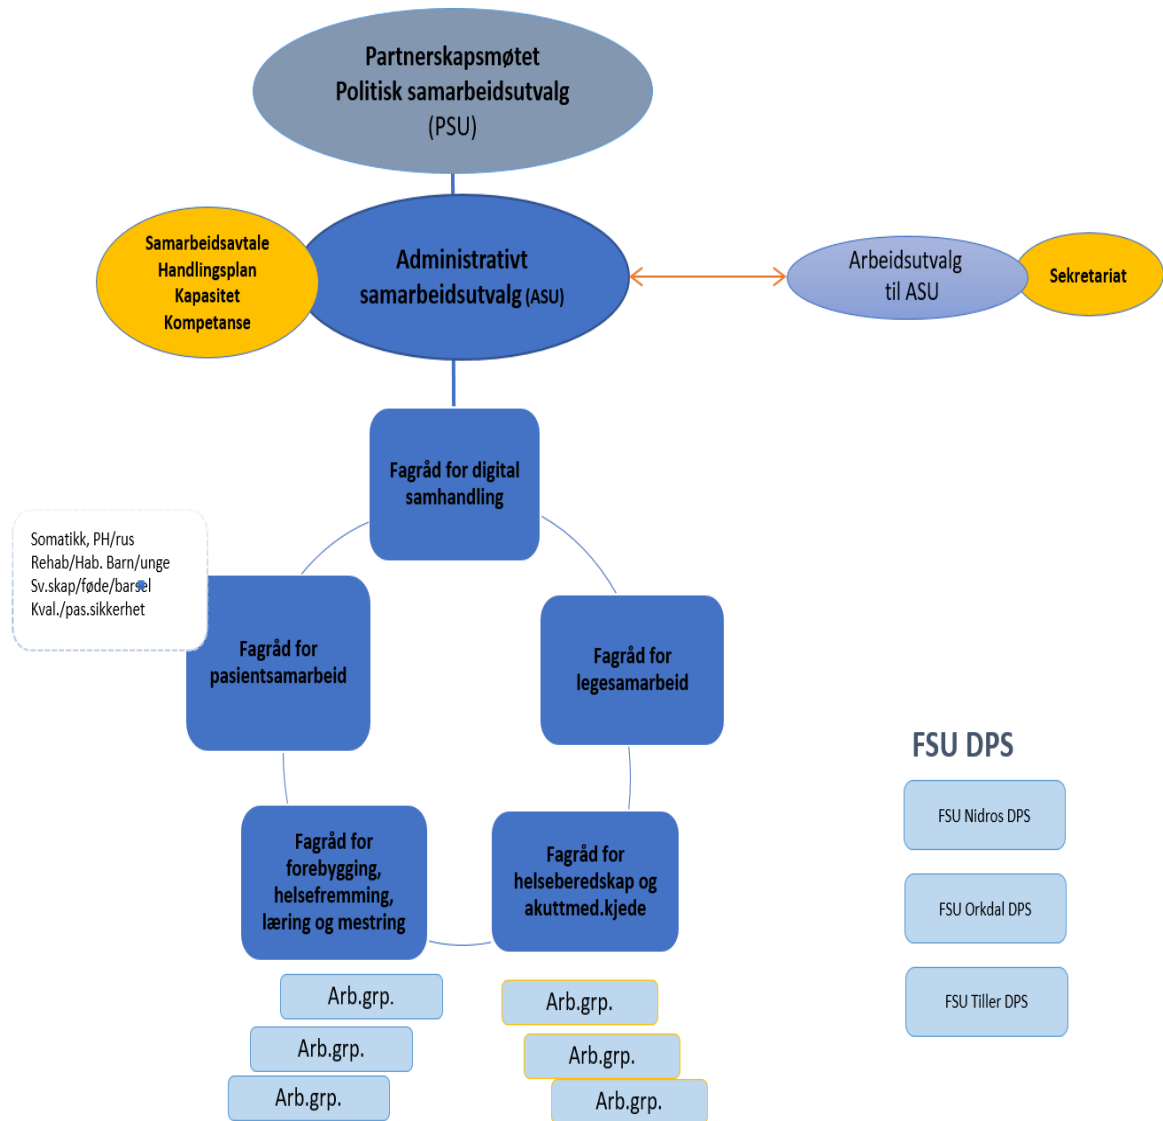 Partnerskapsmøtet
Politisk samarbeidsutvalg
(PSU)
Samarbeidsavtale
Handlingsplan
Kapasitet
Kompetanse
Administrativt
samarbeidsutvalg (ASU)
Arbeidsutvalg
til ASU
Sekretariat
Fagråd for digital
samhandling
Somatikk, PH/rus
Rehab/Hab. Barn/unge
Sv.skap/føde/barsel
Kval./pas.sikkerhet
Fagråd for
pasientsamarbeid
Fagråd for
legesamarbeid
Fagråd for
forebygging,
helsefremming,
læring og mestring
Fagråd for
helseberedskap og
akuttmed.kjede
Arb.grp.
Arb.grp.
Arb.grp.
Arb.grp.
Arb.grp.
Arb.grp.
FSU DPS
FSU Nidros DPS
FSU Orkdal DPS
FSU Tiller DPS